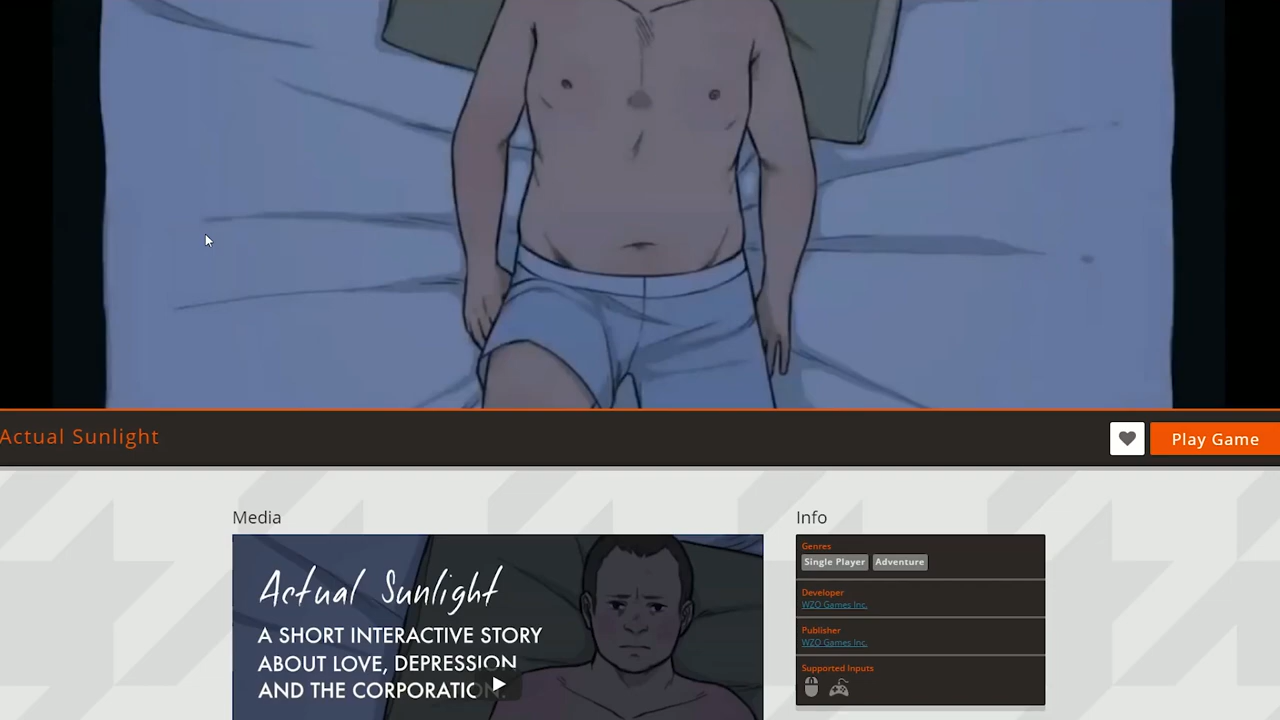 Actual Sunlight
Play Game
Media
Info
Actual Sunlight
A SHORT INTERACTIVE STORY
ABOUT LOVE, DEPRESSION
AND THE CORPORATION.
Genres
Single Player Adventure
Developer
WZO Games Inc.
Publisher
WZO Games Inc.
Supported Inputs